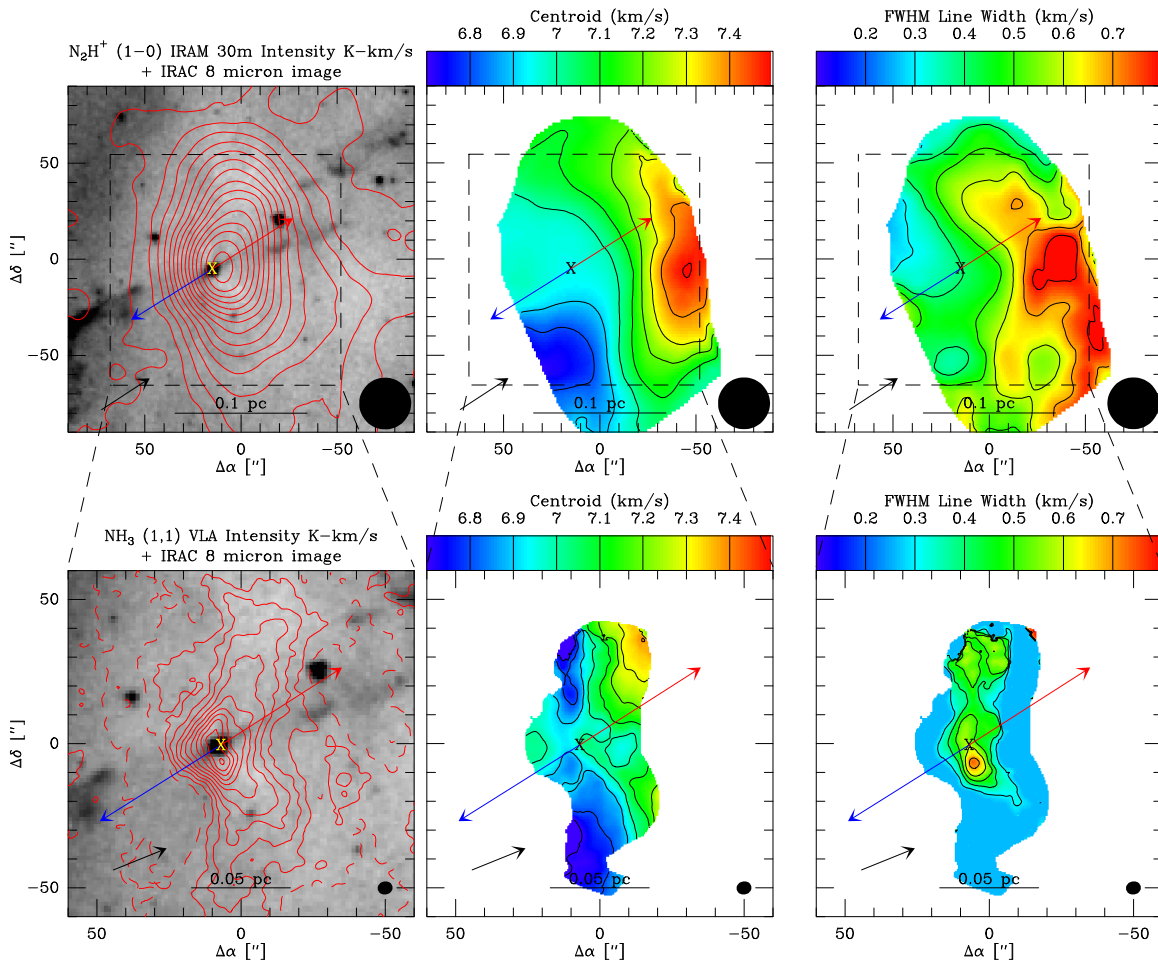 N₂H⁺ (1−0) IRAM 30m Intensity K−km/s
+ IRAC 8 micron image
Centroid (km/s)
6.8 6.9 7 7.1 7.2 7.3 7.4
FWHM Line Width (km/s)
0.2 0.3 0.4 0.5 0.6 0.7
50
0
−50
Δδ ["]
X
X
X
0.1 pc
0.1 pc
0.1 pc
50 0 −50
50 0 −50
50 0 −50
Δα ["]
Δα ["]
Δα ["]
NH₃ (1,1) VLA Intensity K−km/s
+ IRAC 8 micron image
Centroid (km/s)
6.8 6.9 7 7.1 7.2 7.3 7.4
FWHM Line Width (km/s)
0.2 0.3 0.4 0.5 0.6 0.7
50
0
−50
Δδ ["]
X
X
X
0.05 pc
0.05 pc
0.05 pc
50 0 −50
50 0 −50
50 0 −50
Δα ["]
Δα ["]
Δα ["]